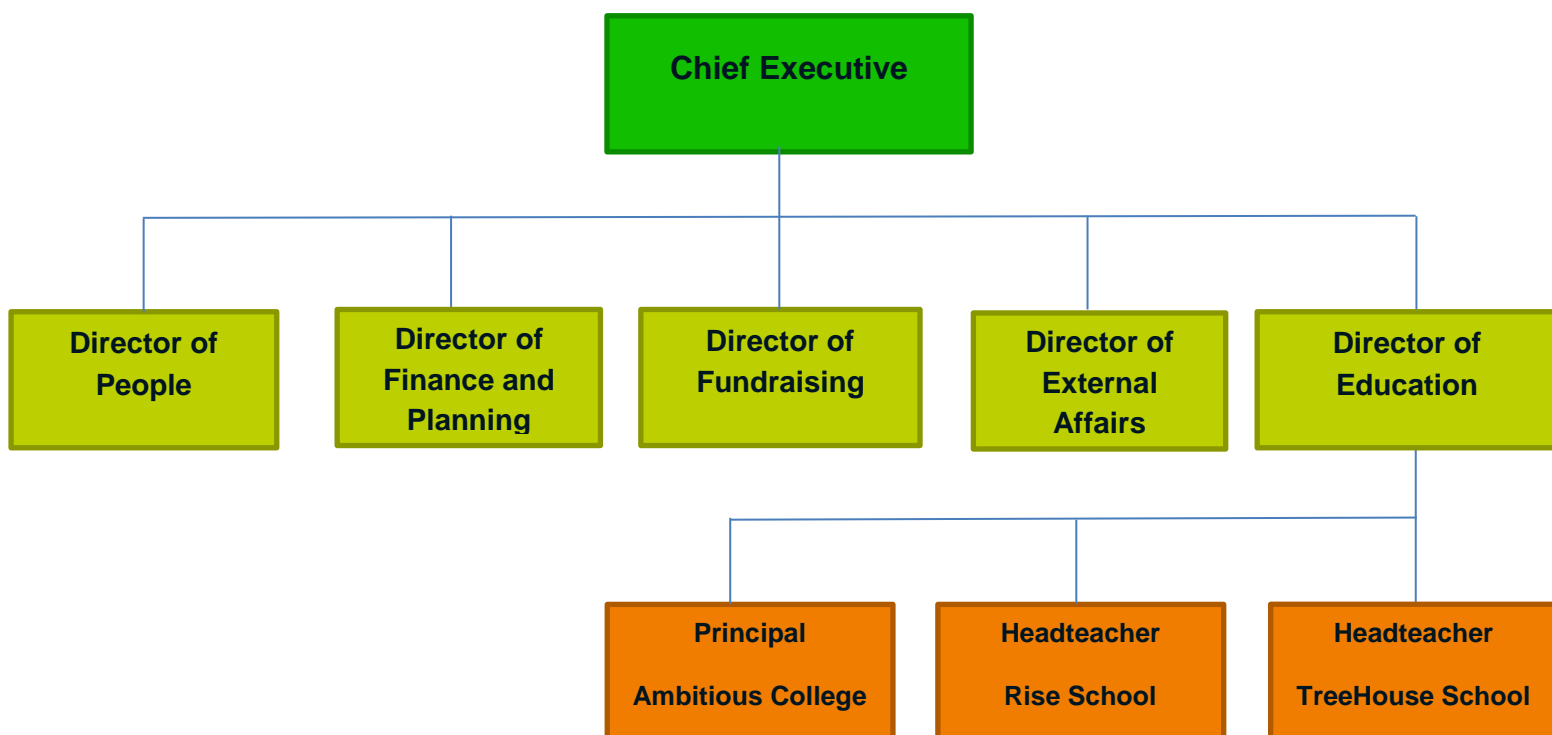 Chief Executive
Director of
People
Director of
Finance and
Planning
Director of
Fundraising
Director of
External
Affairs
Director of
Education
Principal
Ambitious College
Headteacher
Rise School
Headteacher
TreeHouse School